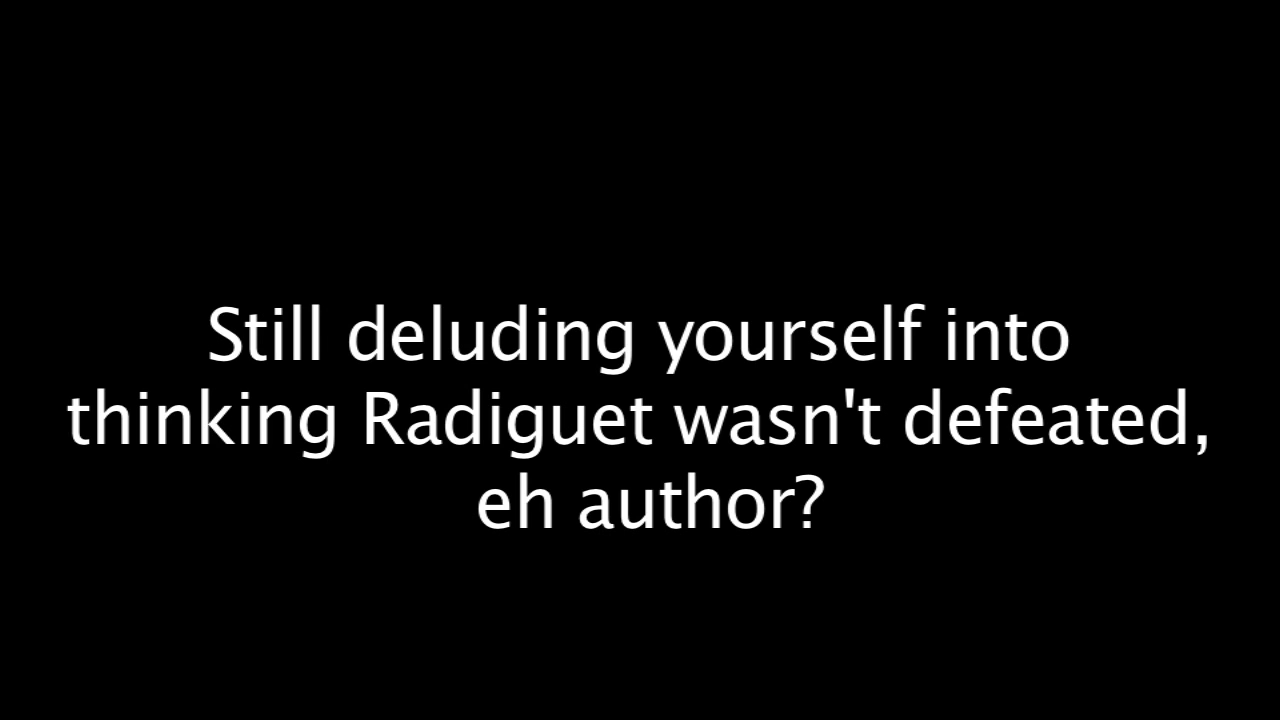 Still deluding yourself into
thinking Radiguet wasn't defeated,
eh author?